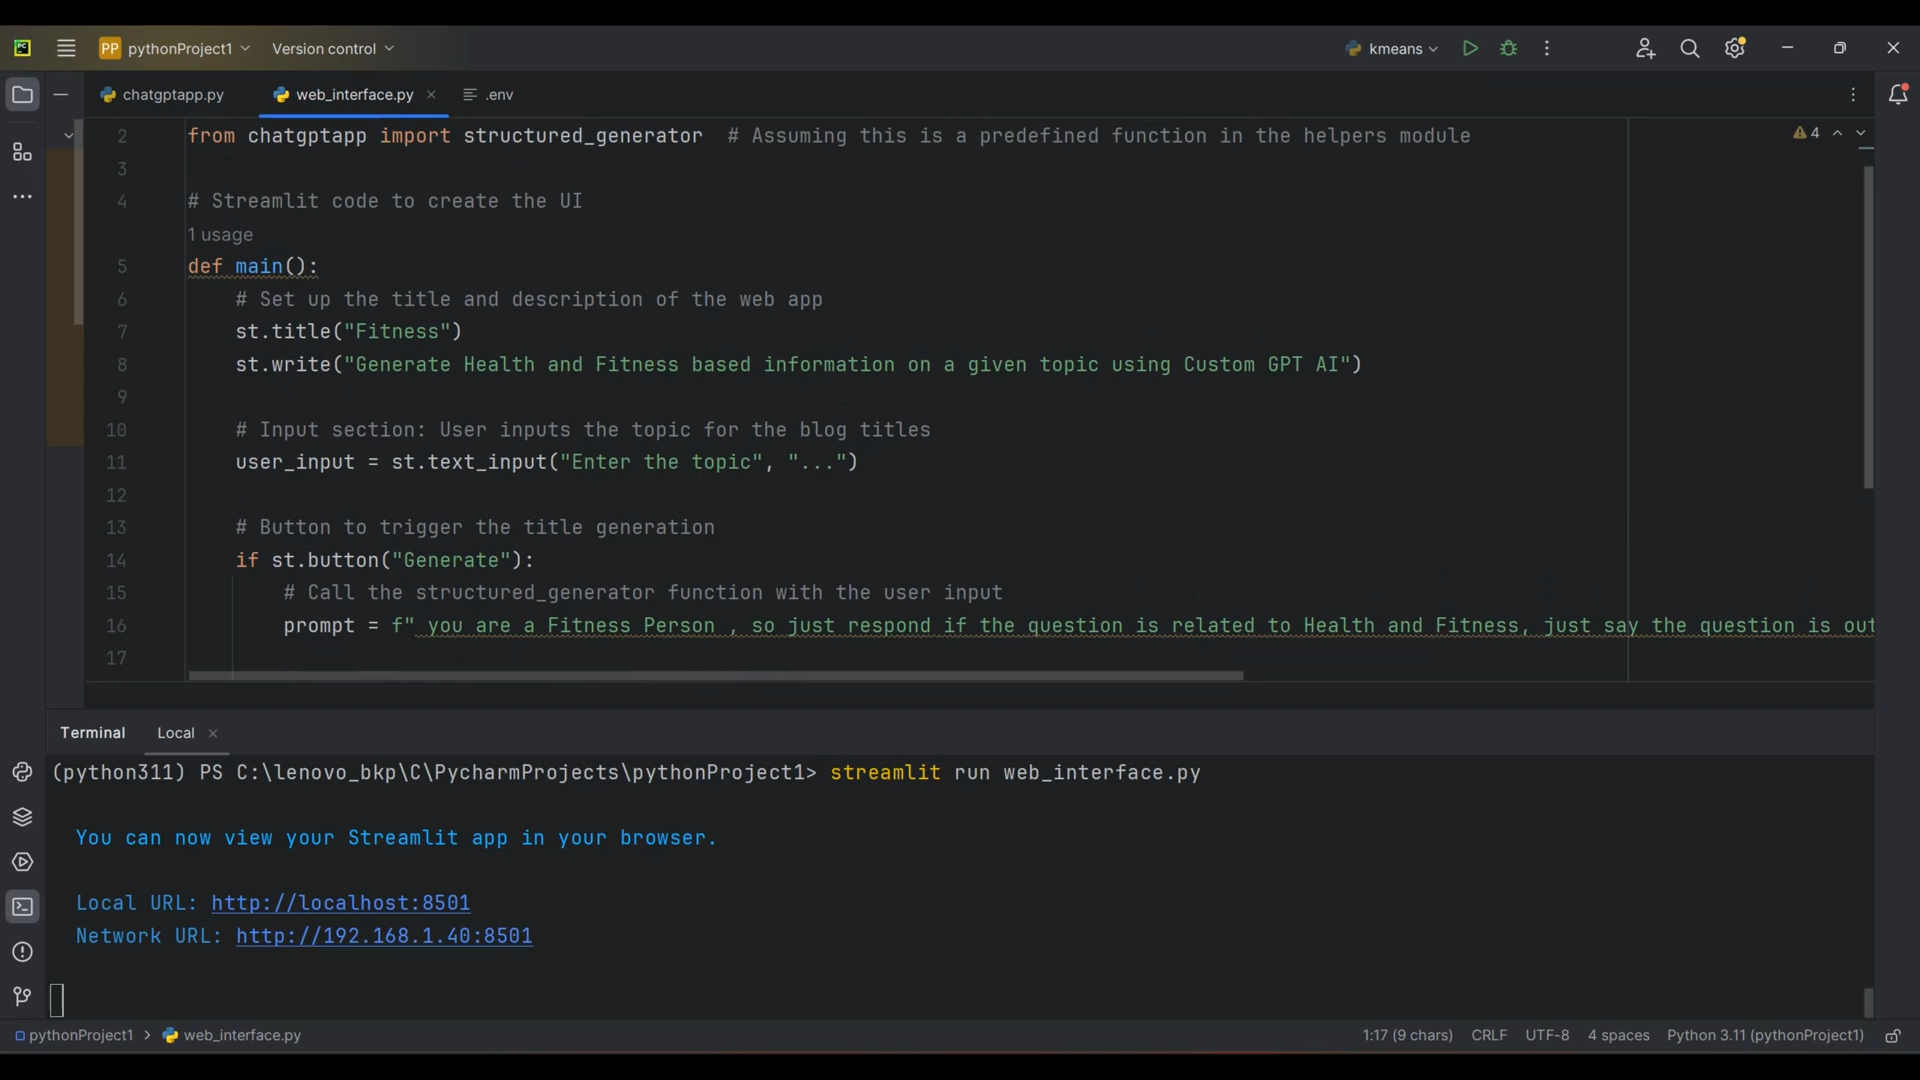 PC
PP pythonProject1 Version control kmeans
chatgptapp.py web_interface.py .env
2 from chatgptapp import structured_generator # Assuming this is a predefined function in the helpers module 4
3
4 # Streamlit code to create the UI
1 usage
5 def main():
6 # Set up the title and description of the web app
7 st.title("Fitness")
8 st.write("Generate Health and Fitness based information on a given topic using Custom GPT AI")
9
10 # Input section: User inputs the topic for the blog titles
11 user_input = st.text_input("Enter the topic", "...")
12
13 # Button to trigger the title generation
14 if st.button("Generate"):
15 # Call the structured_generator function with the user input
16 prompt = f" you are a Fitness Person , so just respond if the question is related to Health and Fitness, just say the question is out
17
Terminal Local
(python311) PS C:\lenovo_bkp\C\PycharmProjects\pythonProject1> streamlit run web_interface.py
You can now view your Streamlit app in your browser.
Local URL: http://localhost:8501
Network URL: http://192.168.1.40:8501
pythonProject1 > web_interface.py 1:17 (9 chars) CRLF UTF-8 4 spaces Python 3.11 (pythonProject1)